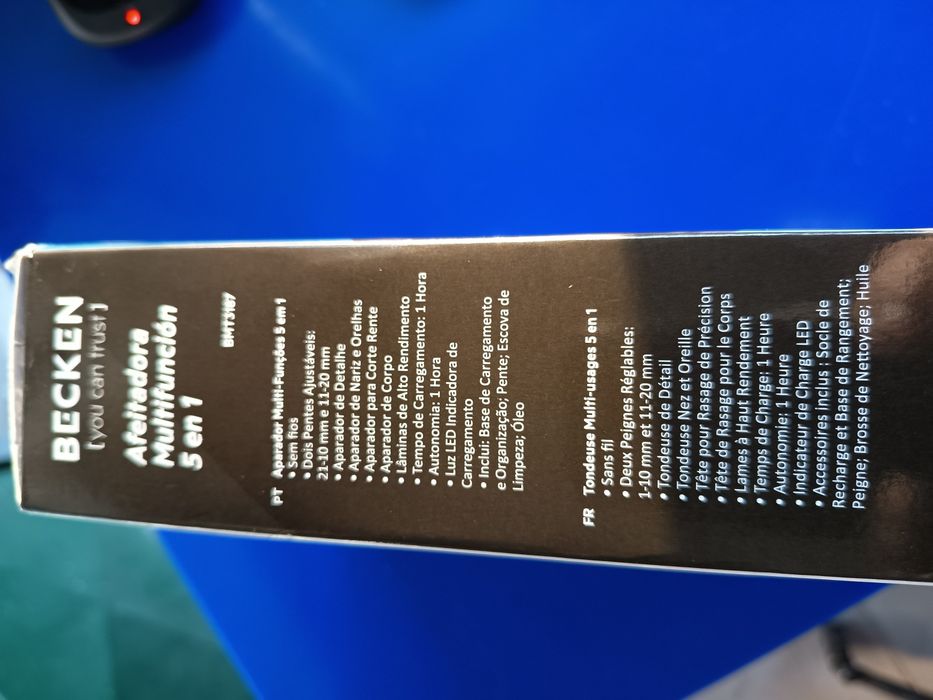 BECKEN
[ you can trust ]
Afeitadora
Multifunción
5 en 1
BMT3187
PT Aparador Multi-Funções 5 em 1
• Sem fios
• Dois Pentes Ajustáveis:
21-10 mm e 11-20 mm
• Aparador de Detalhe
• Aparador de Nariz e Orelhas
• Aparador para Corte Rente
• Aparador de Corpo
• Lâminas de Alto Rendimento
• Tempo de Carregamento: 1 Hora
• Autonomia: 1 Hora
• Luz LED Indicadora de
Carregamento
• Inclui: Base de Carregamento
e Organização; Pente; Escova de
Limpeza; Óleo
FR Tondeuse Multi-usages 5 en 1
• Sans fil
• Deux Peignes Réglables:
1-10 mm et 11-20 mm
• Tondeuse de Détail
• Tondeuse Nez et Oreille
• Tête pour Rasage de Précision
• Tête de Rasage pour le Corps
• Lames à Haut Rendement
• Temps de Charge: 1 Heure
• Autonomie: 1 Heure
• Indicateur de Charge LED
• Accessoires inclus : Socle de
Recharge et Base de Rangement;
Peigne; Brosse de Nettoyage; Huile